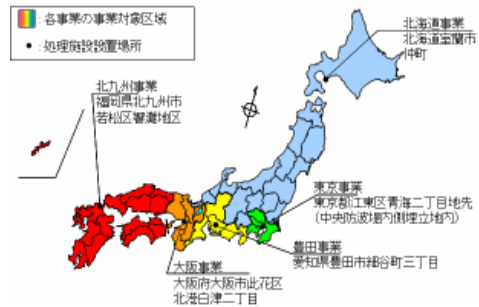 ：各事業の事業対象区域
：処理施設設置場所
北海道事業
北海道室蘭市
仲町
北九州事業
福岡県北九州市
若松区響灘地区
東京事業
東京都江東区青海二丁目地先
（中央防波堤内側埋立地内）
豊田事業
愛知県豊田市細谷町三丁目
大阪事業
大阪府大阪市此花区
北港白津二丁目